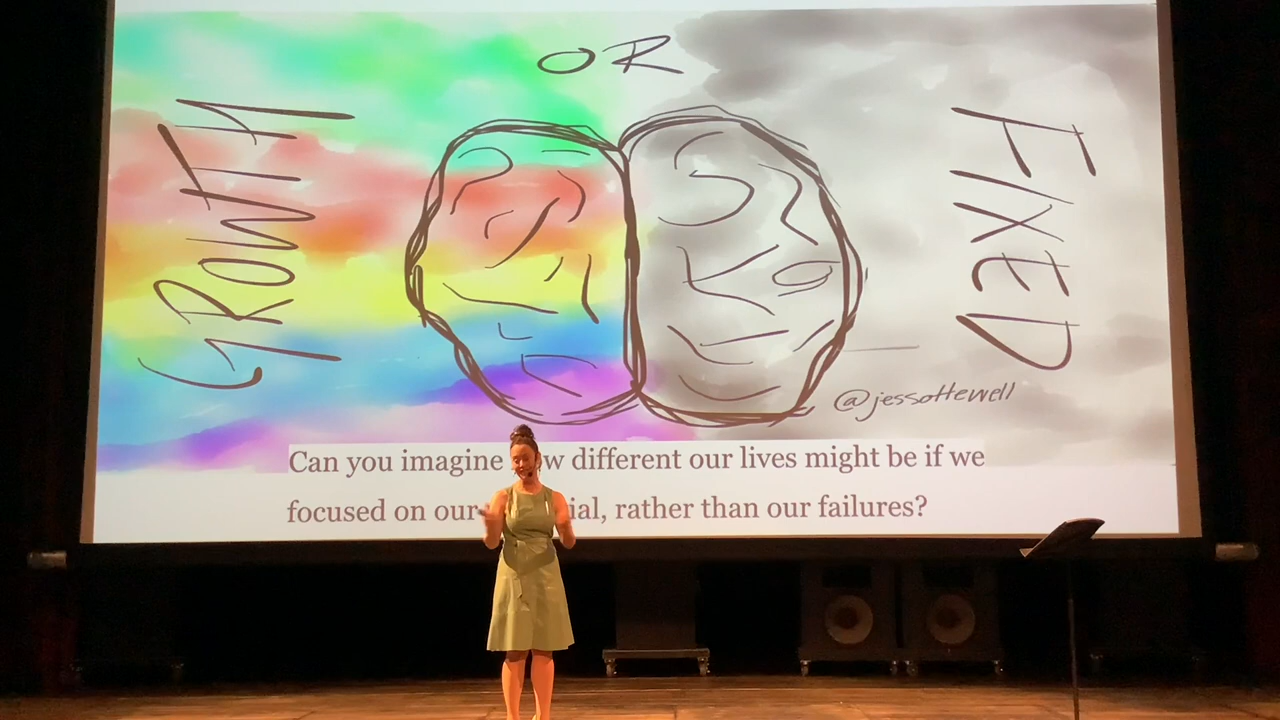 OR
GROWTH
FIXED
@jessottewell
Can you imagine w different our lives might be if we
focused on our ial, rather than our failures?